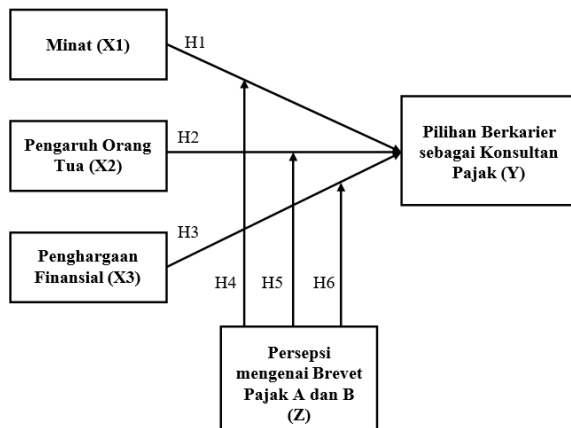 Minat (X1)
H1
Pengaruh Orang
Tua (X2)
H2
Pilihan Berkarier
sebagai Konsultan
Pajak (Y)
Penghargaan
Finansial (X3)
H3
H4
H5
H6
Persepsi
mengenai Brevet
Pajak A dan B
(Z)